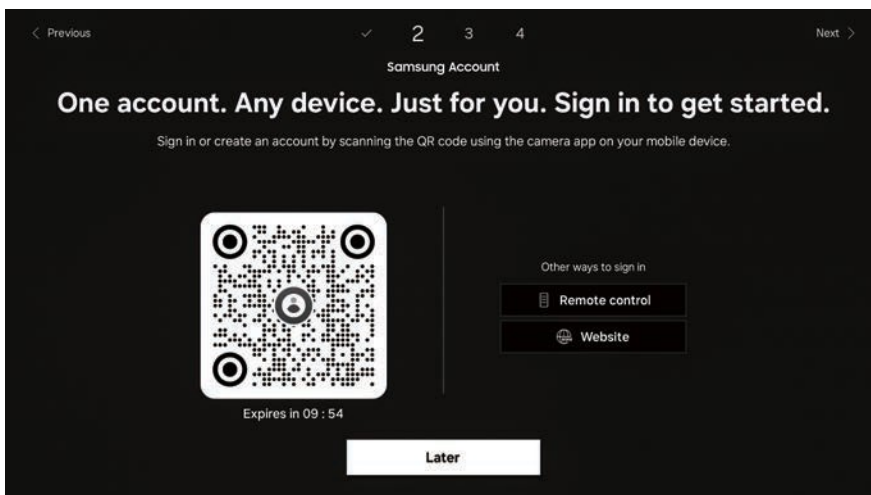 Previous
2 3 4
Next
Samsung Account
One account. Any device. Just for you. Sign in to get started.
Sign in or create an account by scanning the QR code using the camera app on your mobile device.
Other ways to sign in
Remote control
Website
Expires in 09 : 54
Later